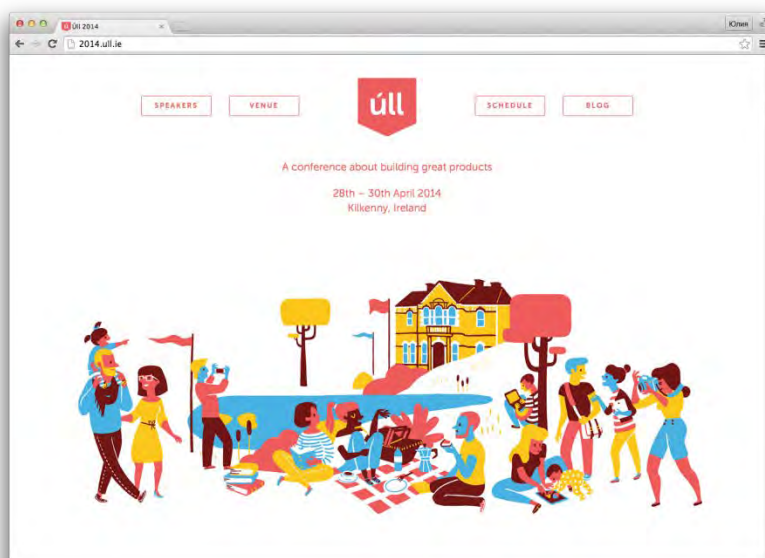 Úll 2014
Юлия
2014.ull.ie
SPEAKERS
VENUE
úll
SCHEDULE
BLOG
A conference about building great products
28th – 30th April 2014
Kilkenny, Ireland